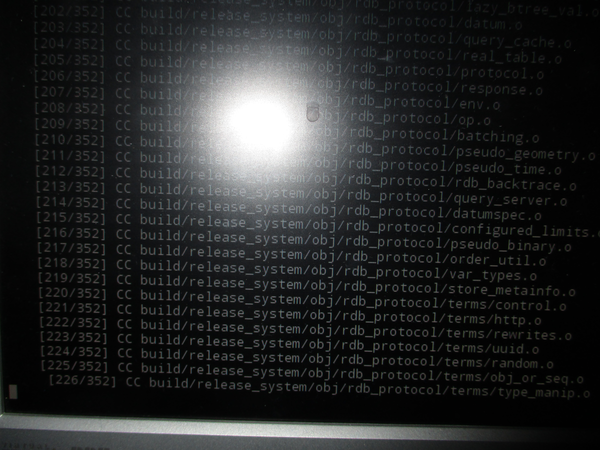 [202/352] CC build/release_system/obj/rdb_protocol/lazy_btree_val.o
[203/352] CC build/release_system/obj/rdb_protocol/datum.o
[204/352] CC build/release_system/obj/rdb_protocol/query_cache.o
[205/352] CC build/release_system/obj/rdb_protocol/real_table.o
[206/352] CC build/release_system/obj/rdb_protocol/protocol.o
[207/352] CC build/release_system/obj/rdb_protocol/response.o
[208/352] CC build/release_system/obj/rdb_protocol/env.o
[209/352] CC build/release_system/obj/rdb_protocol/op.o
[210/352] CC build/release_system/obj/rdb_protocol/batching.o
[211/352] CC build/release_system/obj/rdb_protocol/pseudo_geometry.o
[212/352] CC build/release_system/obj/rdb_protocol/pseudo_time.o
[213/352] CC build/release_system/obj/rdb_protocol/rdb_backtrace.o
[214/352] CC build/release_system/obj/rdb_protocol/query_server.o
[215/352] CC build/release_system/obj/rdb_protocol/datumspec.o
[216/352] CC build/release_system/obj/rdb_protocol/configured_limits.
[217/352] CC build/release_system/obj/rdb_protocol/pseudo_binary.o
[218/352] CC build/release_system/obj/rdb_protocol/order_util.o
[219/352] CC build/release_system/obj/rdb_protocol/var_types.o
[220/352] CC build/release_system/obj/rdb_protocol/store_metainfo.o
[221/352] CC build/release_system/obj/rdb_protocol/terms/control.o
[222/352] CC build/release_system/obj/rdb_protocol/terms/http.o
[223/352] CC build/release_system/obj/rdb_protocol/terms/rewrites.o
[224/352] CC build/release_system/obj/rdb_protocol/terms/uuid.o
[225/352] CC build/release_system/obj/rdb_protocol/terms/random.o
[226/352] CC build/release_system/obj/rdb_protocol/terms/obj_or_seq.o
CC build/release_system/obj/rdb_protocol/terms/type_manip.o